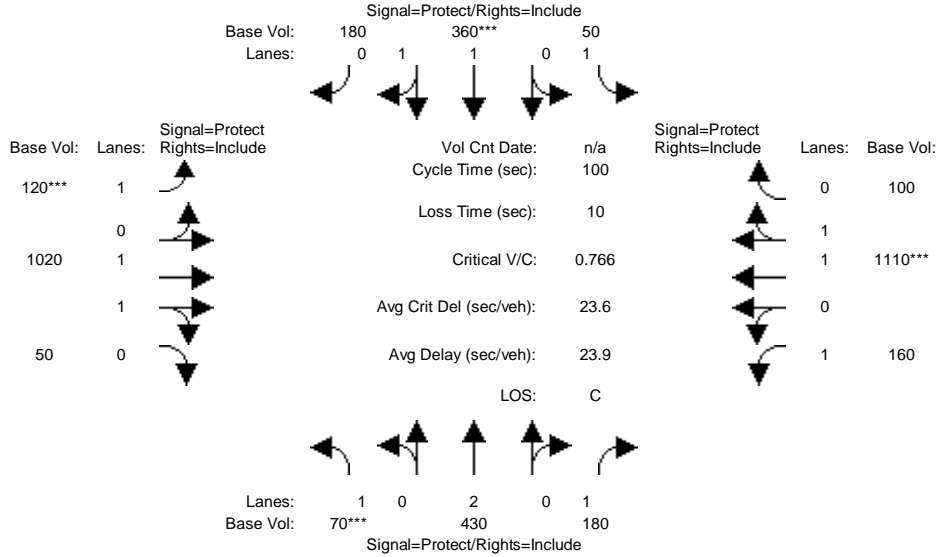 Signal=Protect/Rights=Include
Base Vol: 180 360*** 50
Lanes: 0 1 1 0 1
Signal=Protect
Base Vol: Lanes: Rights=Include
Vol Cnt Date: n/a
Signal=Protect
Rights=Include Lanes: Base Vol:
Cycle Time (sec): 100
120*** 1
0 100
Loss Time (sec): 10
0
1
1020 1
Critical V/C: 0.766
1 1110***
1
Avg Crit Del (sec/veh): 23.6
0
50 0
Avg Delay (sec/veh): 23.9
1 160
LOS: C
Lanes: 1 0 2 0 1
Base Vol: 70*** 430 180
Signal=Protect/Rights=Include